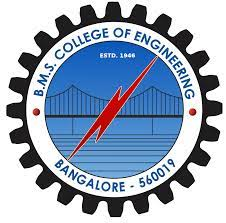 B.M.S. COLLEGE OF ENGINEERING
ESTD. 1946
BANGALORE - 560019